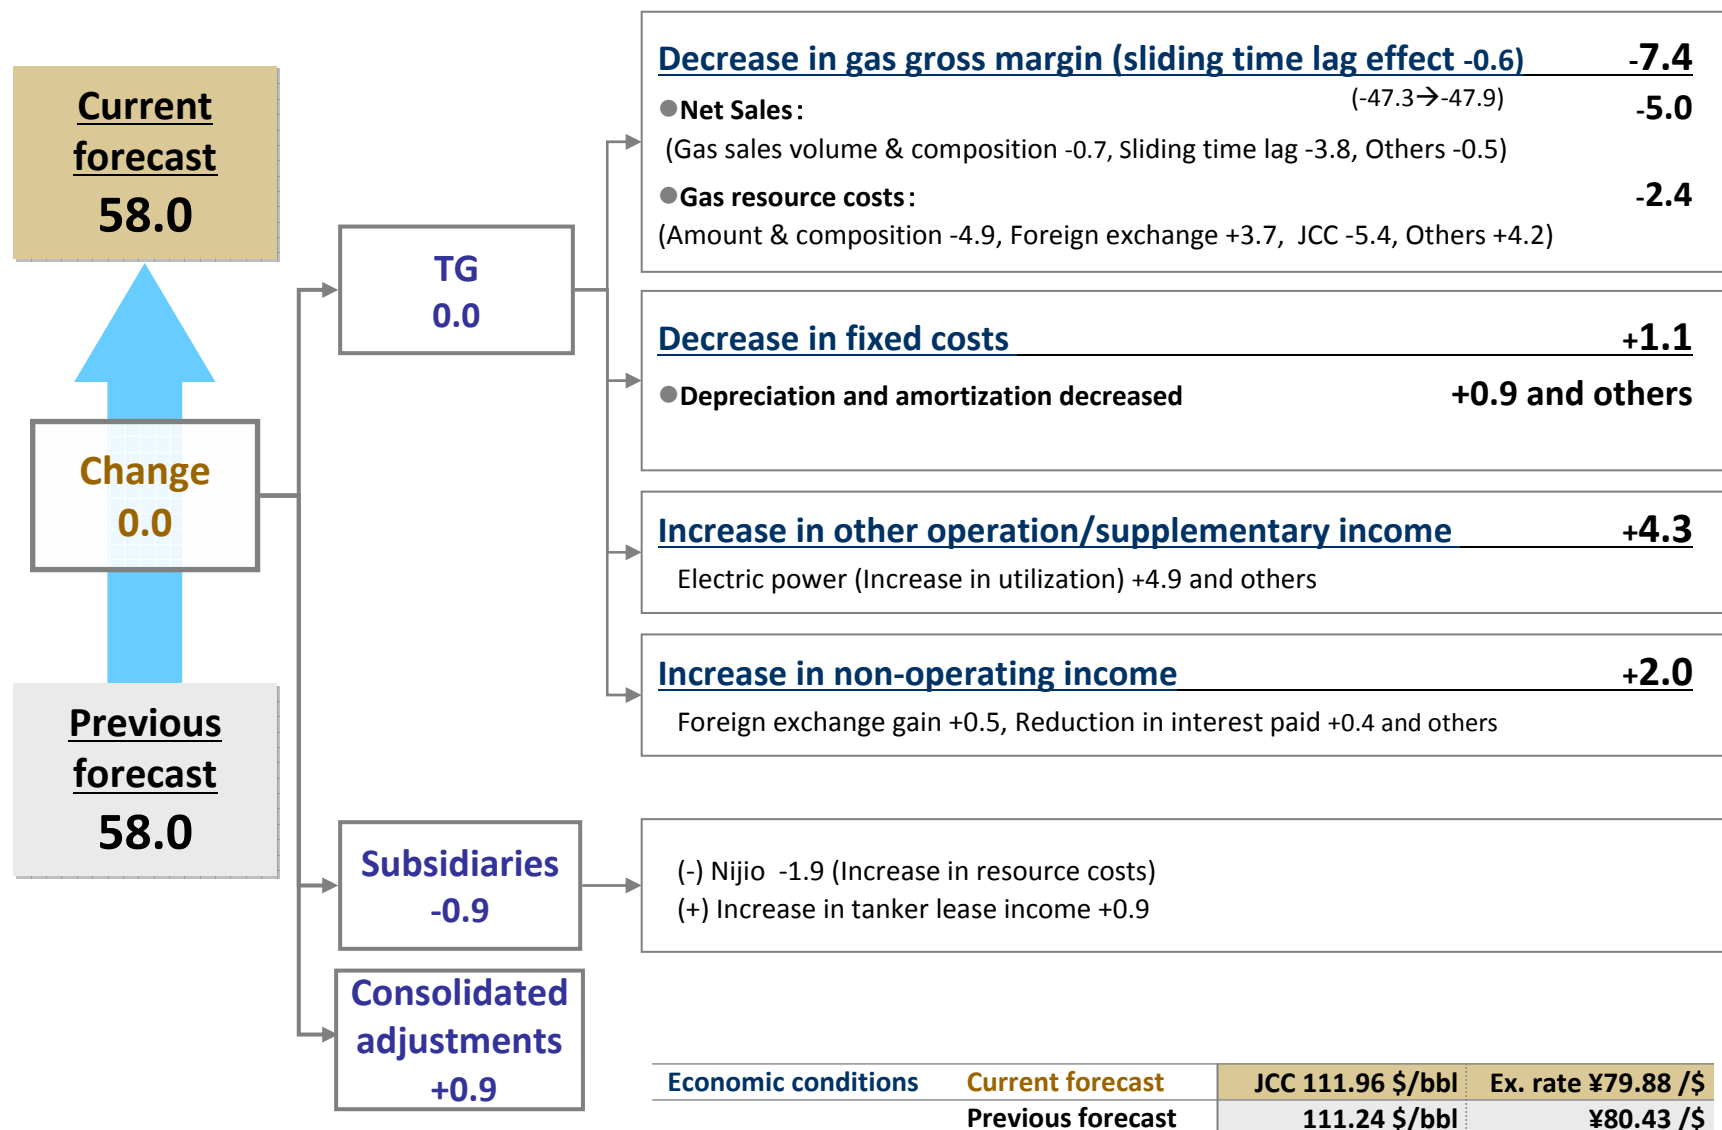 Current
forecast
58.0
Change
0.0
Previous
forecast
58.0
TG
0.0
Subsidiaries
-0.9
Consolidated
adjustments
+0.9
Decrease in gas gross margin (sliding time lag effect -0.6) -7.4
(-47.3→-47.9)
●Net Sales: -5.0
(Gas sales volume & composition -0.7, Sliding time lag -3.8, Others -0.5)
●Gas resource costs: -2.4
(Amount & composition -4.9, Foreign exchange +3.7, JCC -5.4, Others +4.2)
Decrease in fixed costs +1.1
●Depreciation and amortization decreased +0.9 and others
Increase in other operation/supplementary income +4.3
Electric power (Increase in utilization) +4.9 and others
Increase in non-operating income +2.0
Foreign exchange gain +0.5, Reduction in interest paid +0.4 and others
(-) Nijio -1.9 (Increase in resource costs)
(+) Increase in tanker lease income +0.9
Economic conditions Current forecast JCC 111.96 $/bbl Ex. rate ¥79.88 /$
Previous forecast 111.24 $/bbl ¥80.43 /$